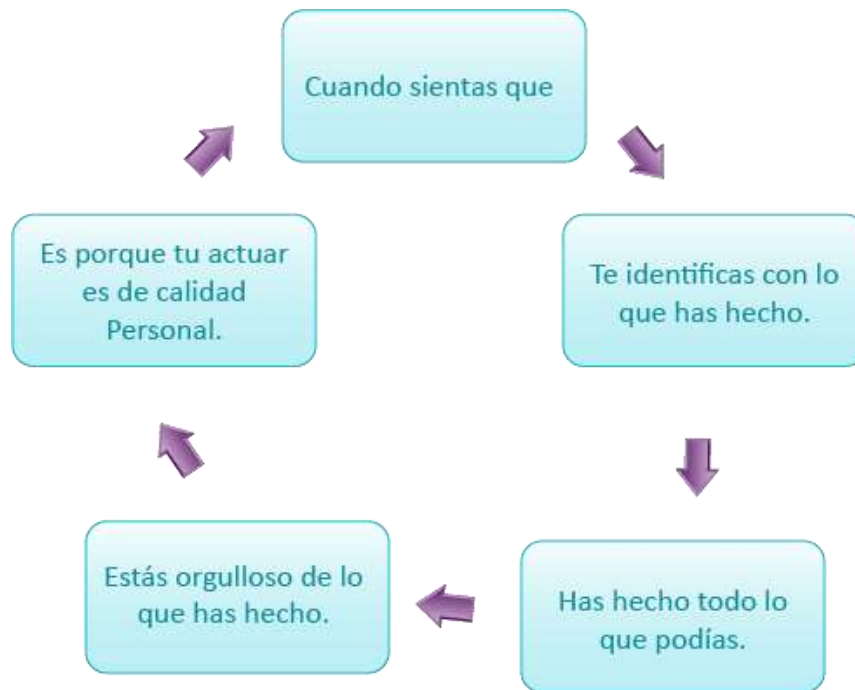 Cuando sientas que
Te identificas con lo
que has hecho.
Has hecho todo lo
que podías.
Estás orgulloso de lo
que has hecho.
Es porque tu actuar
es de calidad
Personal.